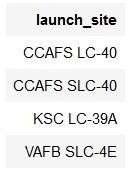 launch_site
CCAFS LC-40
CCAFS SLC-40
KSC LC-39A
VAFB SLC-4E